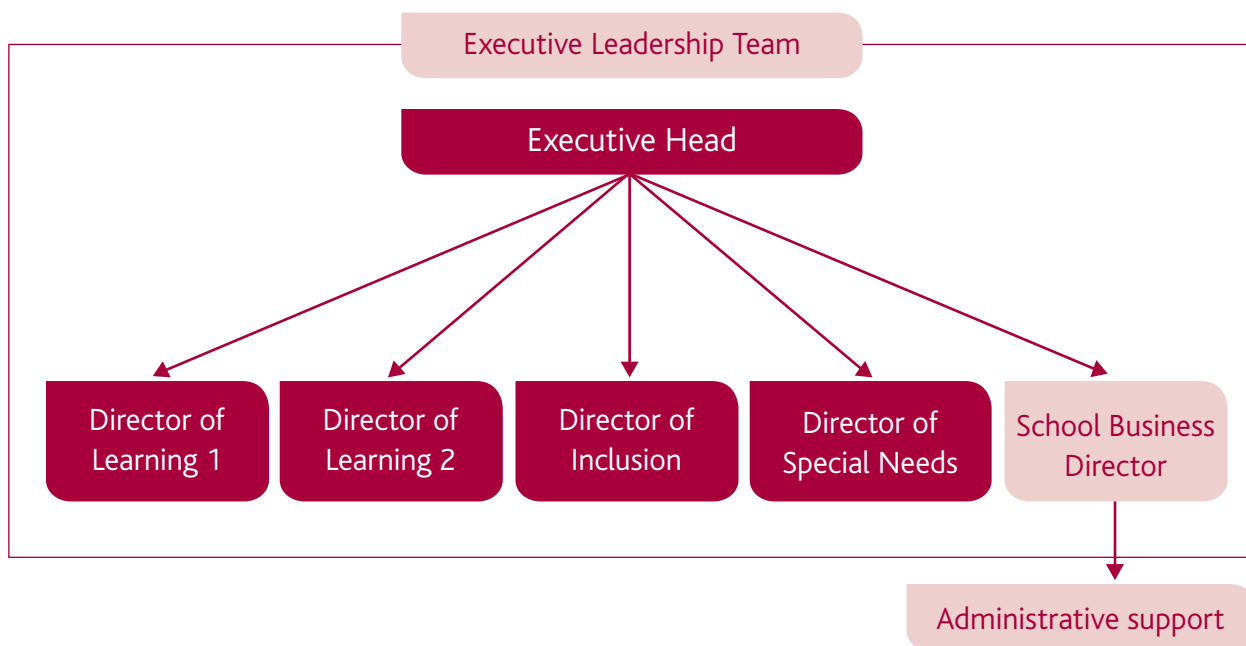 Executive Leadership Team
Executive Head
Director of
Learning 1
Director of
Learning 2
Director of
Inclusion
Director of
Special Needs
School Business
Director
Administrative support